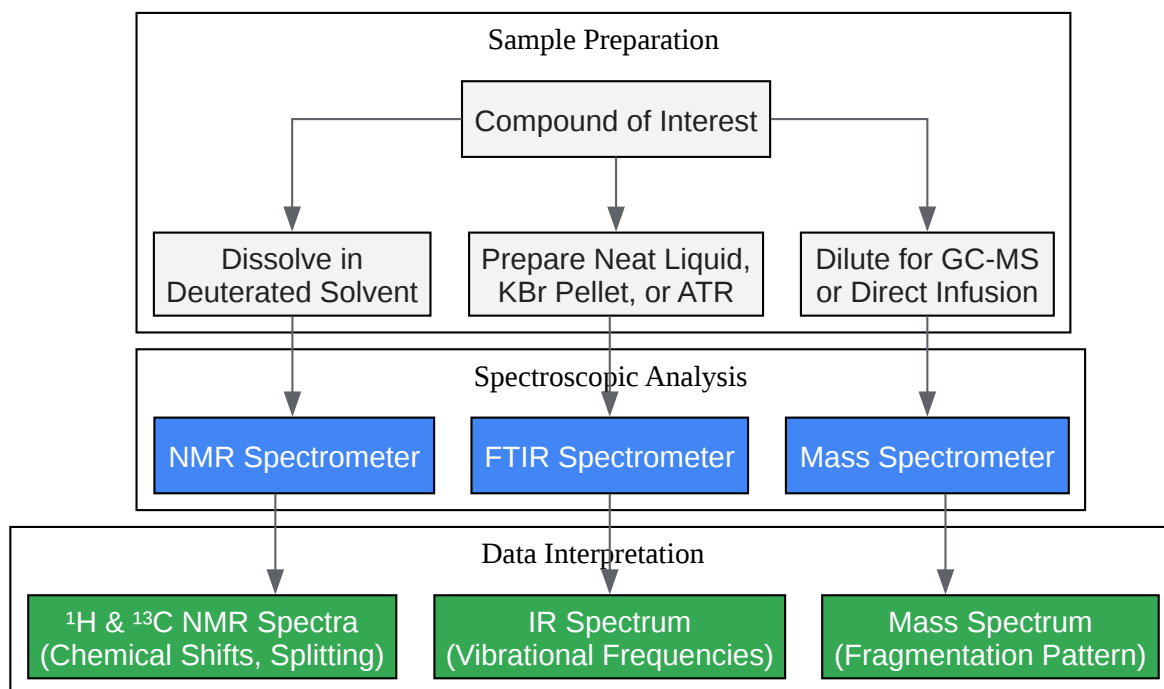 Sample Preparation
Compound of Interest
Dissolve in
Deuterated Solvent
Prepare Neat Liquid,
KBr Pellet, or ATR
Dilute for GC-MS
or Direct Infusion
Spectroscopic Analysis
NMR Spectrometer
FTIR Spectrometer
Mass Spectrometer
Data Interpretation
¹H & ¹³C NMR Spectra
(Chemical Shifts, Splitting)
IR Spectrum
(Vibrational Frequencies)
Mass Spectrum
(Fragmentation Pattern)